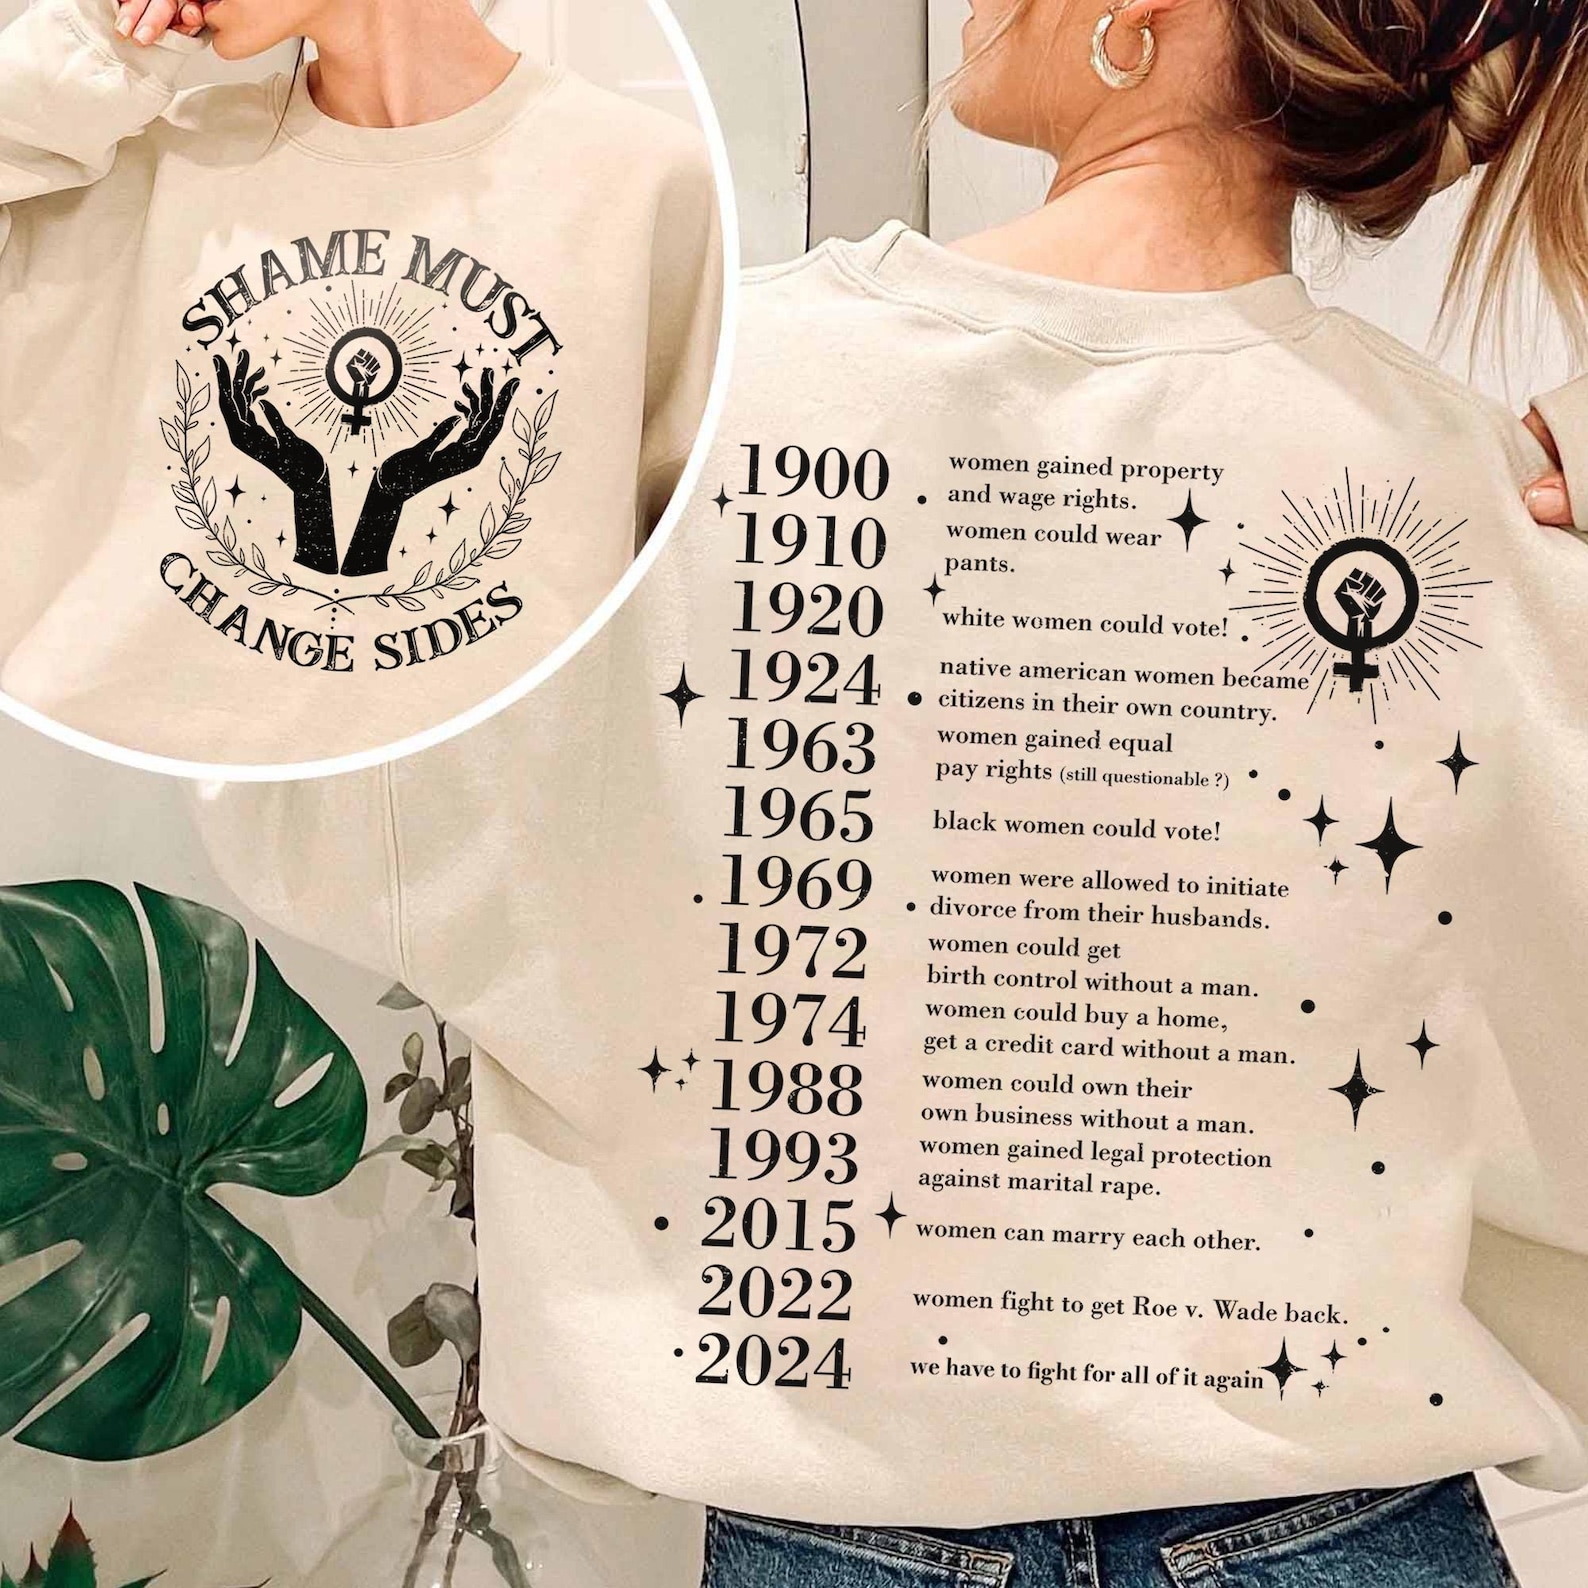 SHAME MUST
CHANGE SIDES
1900 women gained property
and wage rights.
1910 women could wear
pants.
1920 white women could vote!
1924 native american women became
citizens in their own country.
1963 women gained equal
pay rights (still questionable ?)
1965 black women could vote!
1969 women were allowed to initiate
divorce from their husbands.
1972 women could get
birth control without a man.
1974 women could buy a home,
get a credit card without a man.
1988 women could own their
own business without a man.
1993 women gained legal protection
against marital rape.
2015 women can marry each other.
2022 women fight to get Roe v. Wade back.
2024 we have to fight for all of it again